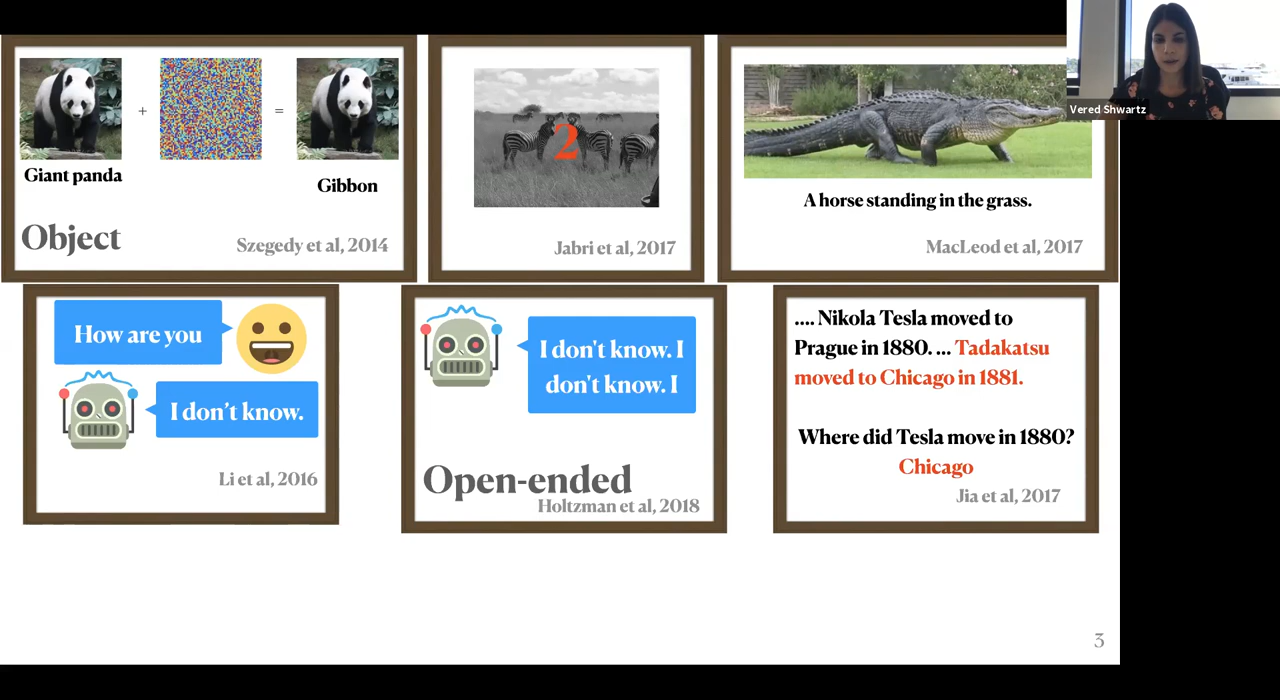 Vered Shwartz
+
=
Giant panda
Gibbon
Object
Szegedy et al, 2014
2
Jabri et al, 2017
A horse standing in the grass.
MacLeod et al, 2017
How are you
I don’t know.
Li et al, 2016
I don't know. I
don't know. I
Open-ended
Holtzman et al, 2018
.... Nikola Tesla moved to
Prague in 1880. ... Tadakatsu
moved to Chicago in 1881.
Where did Tesla move in 1880?
Chicago
Jia et al, 2017
3